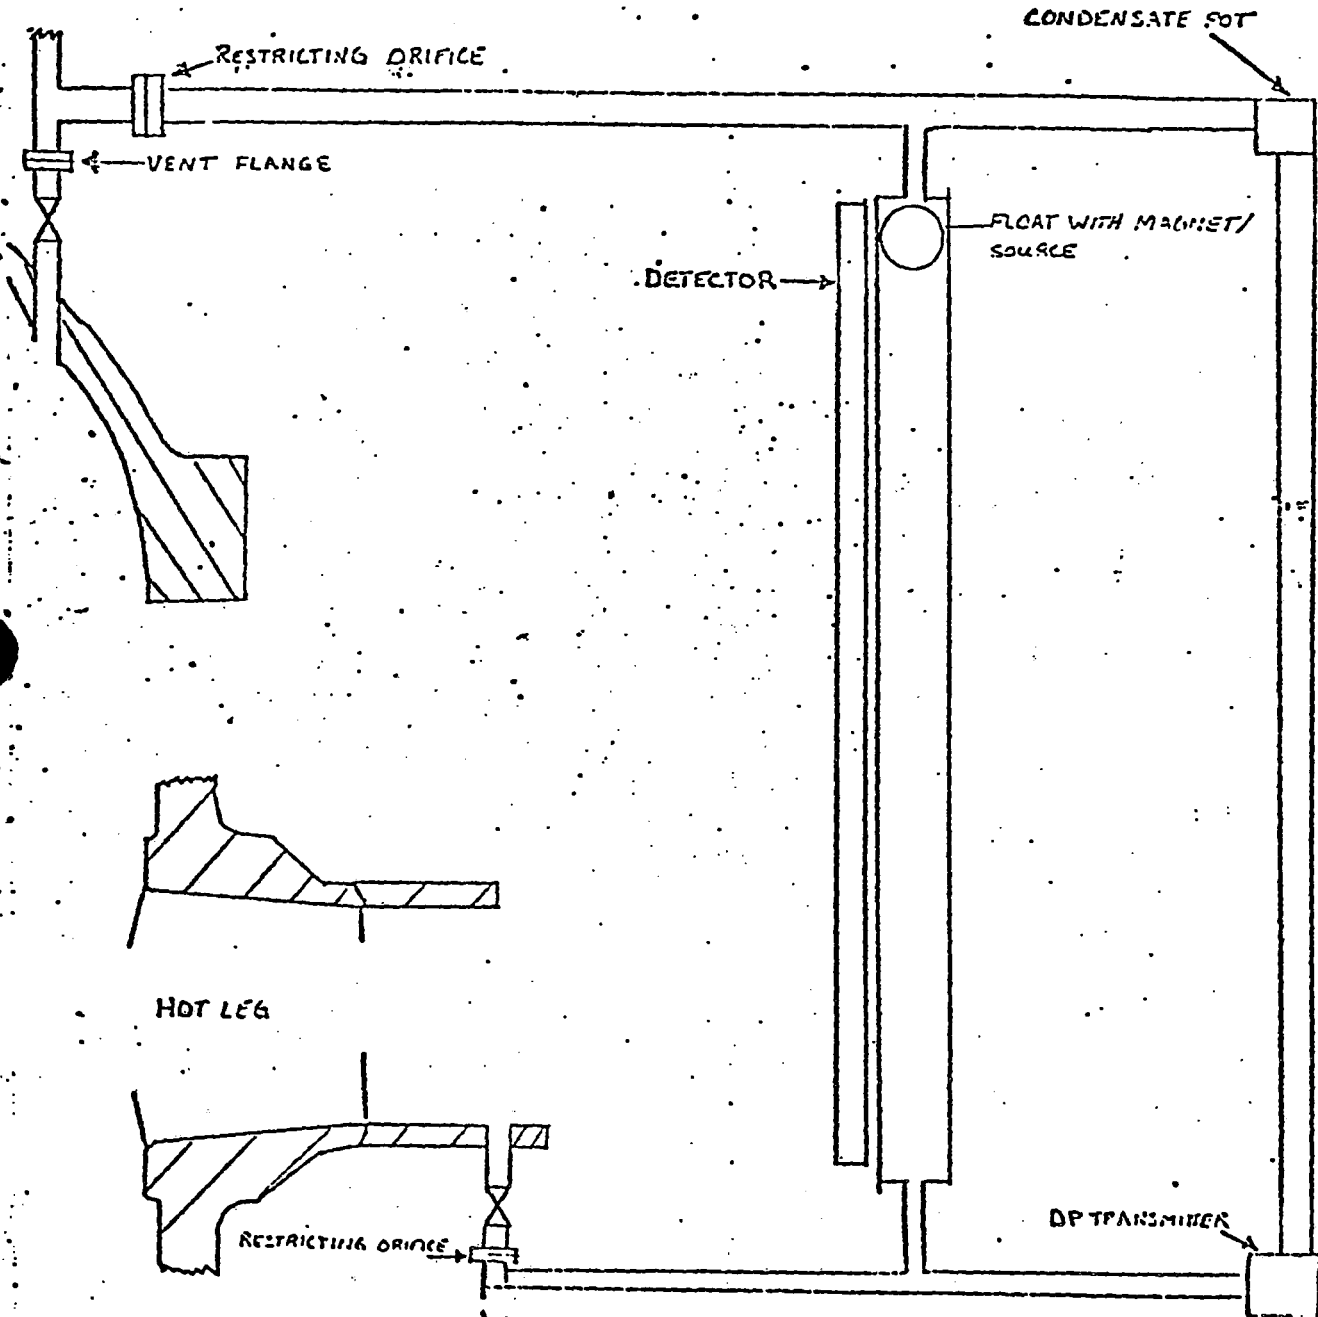 CONDENSATE POT
RESTRICTING ORIFICE
VENT FLANGE
FLOAT WITH MAGNET/
SOURCE
DETECTOR
HOT LEG
DP TRANSMITTER
RESTRICTING ORIFICE